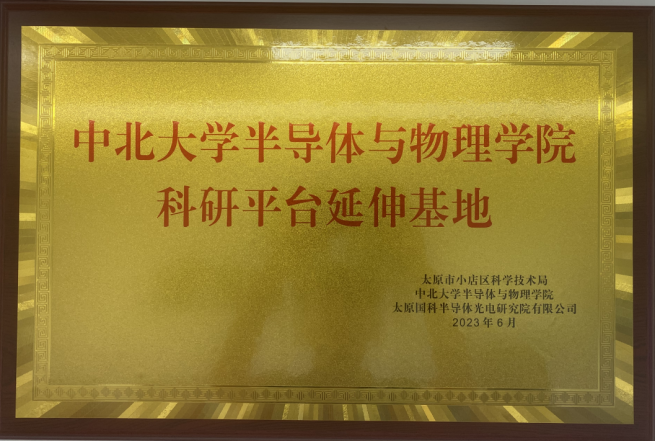 中北大学半导体与物理学院
科研平台延伸基地
太原市小店区科学技术局
中北大学半导体与物理学院
太原国科半导体光电研究院有限公司
2023年6月